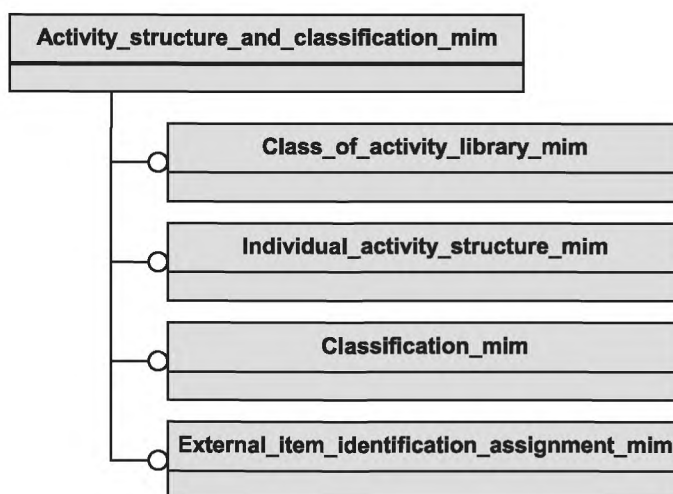 Activity_structure_and_classification_mim
Class_of_activity_library_mim
Individual_activity_structure_mim
Classification_mim
External_item_identification_assignment_mim